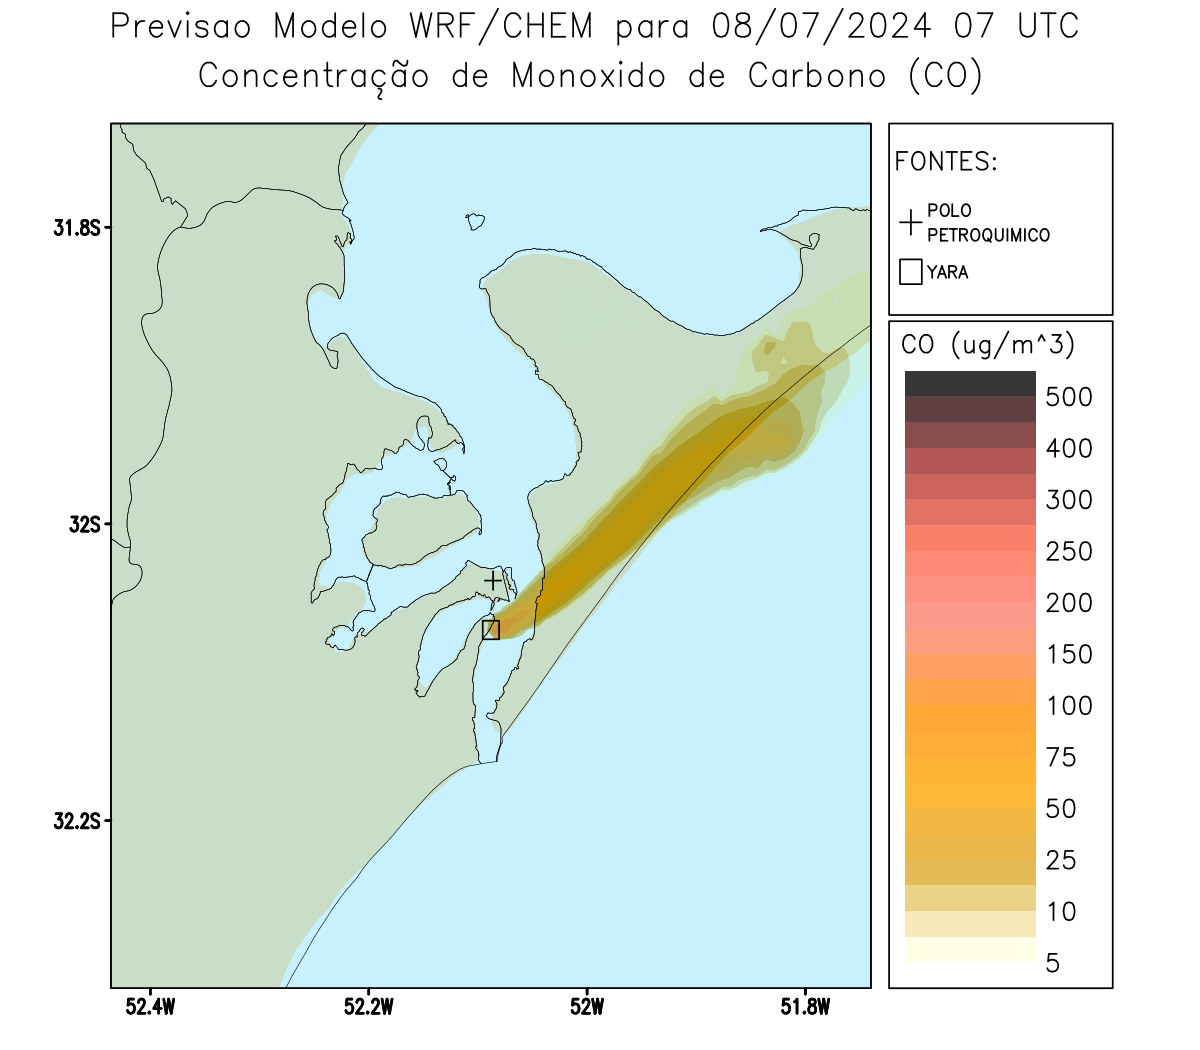 Previsao Modelo WRF/CHEM para 08/07/2024 07 UTC
Concentração de Monoxido de Carbono (CO)
FONTES:
POLO
PETROQUIMICO
YARA
CO (ug/m^3)
500
400
300
250
200
150
100
75
50
25
10
5
31.8S
32S
32.2S
52.4W
52.2W
52W
51.8W